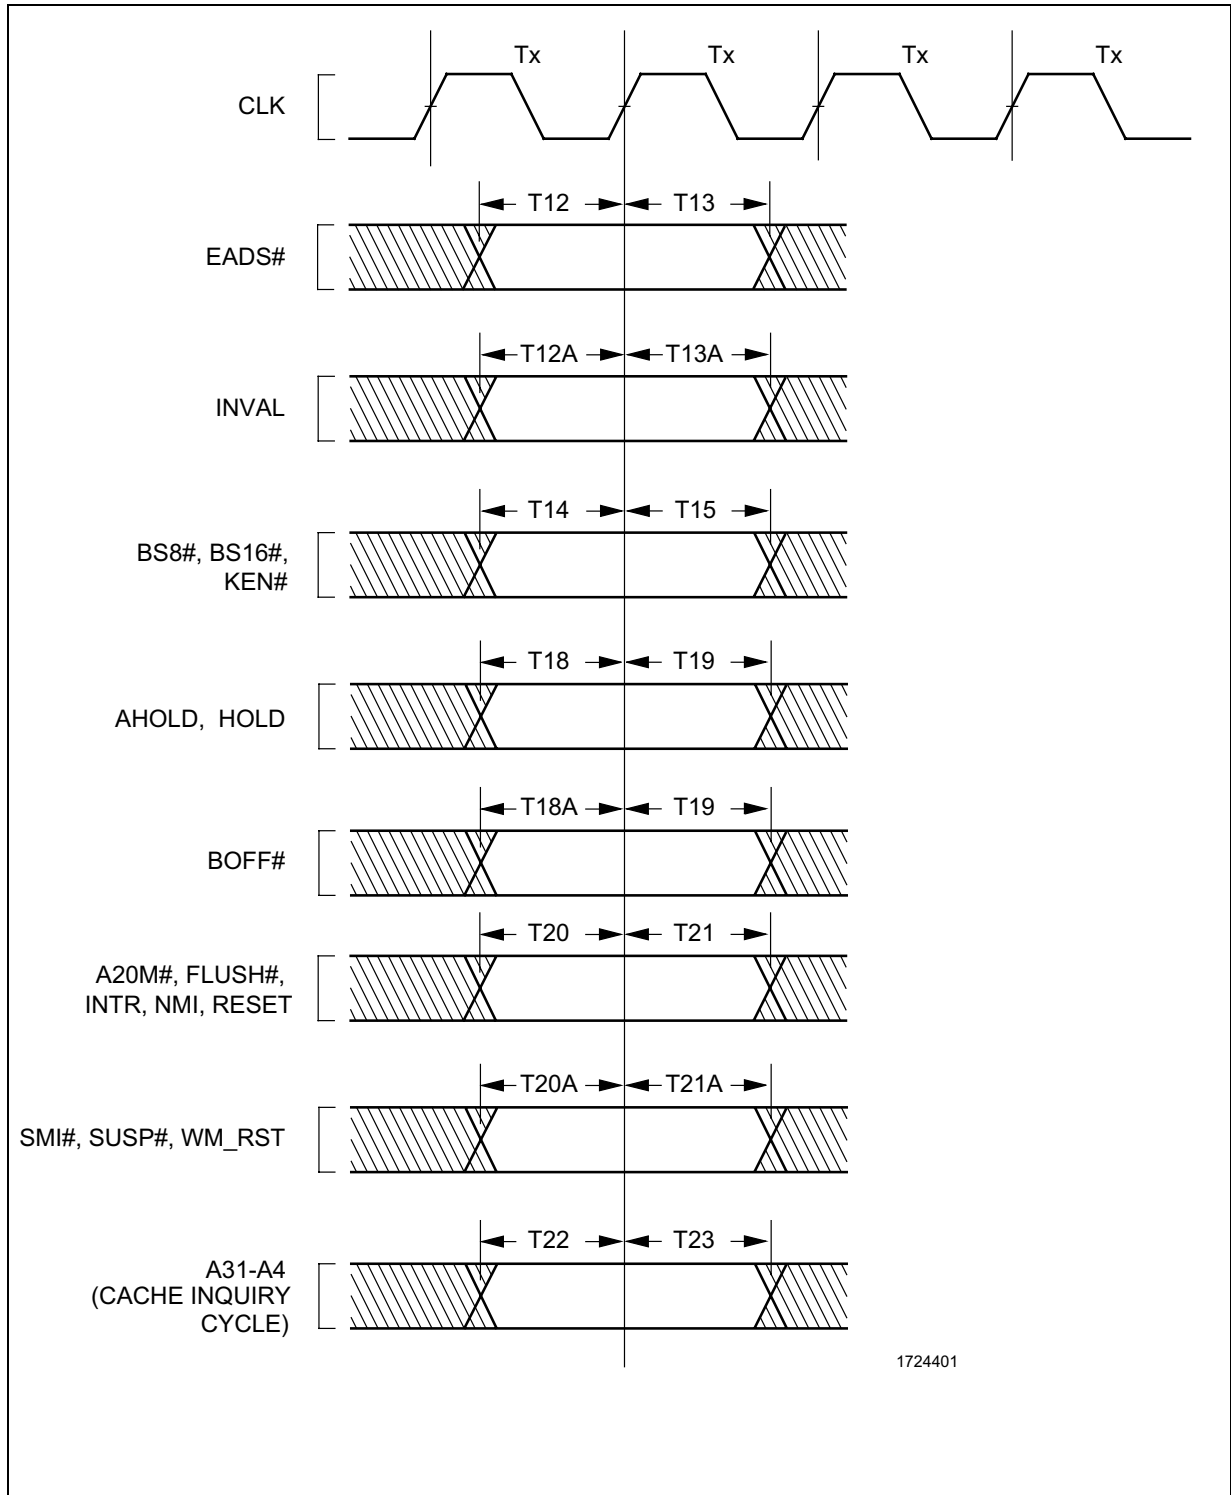 Tx Tx Tx Tx
CLK
T12 T13
EADS#
T12A T13A
INVAL
T14 T15
BS8#, BS16#,
KEN#
T18 T19
AHOLD, HOLD
T18A T19
BOFF#
T20 T21
A20M#, FLUSH#,
INTR, NMI, RESET
T20A T21A
SMI#, SUSP#, WM_RST
T22 T23
A31-A4
(CACHE INQUIRY
CYCLE)
1724401